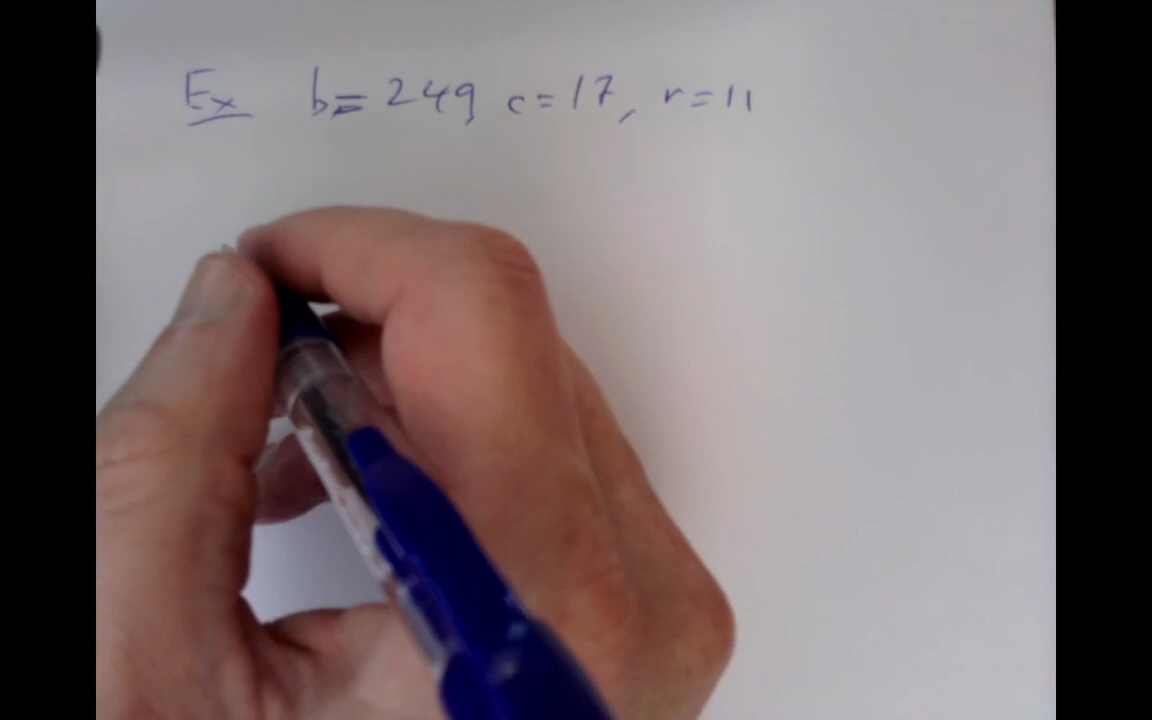 Ex b = 249 c = 17, r = 11